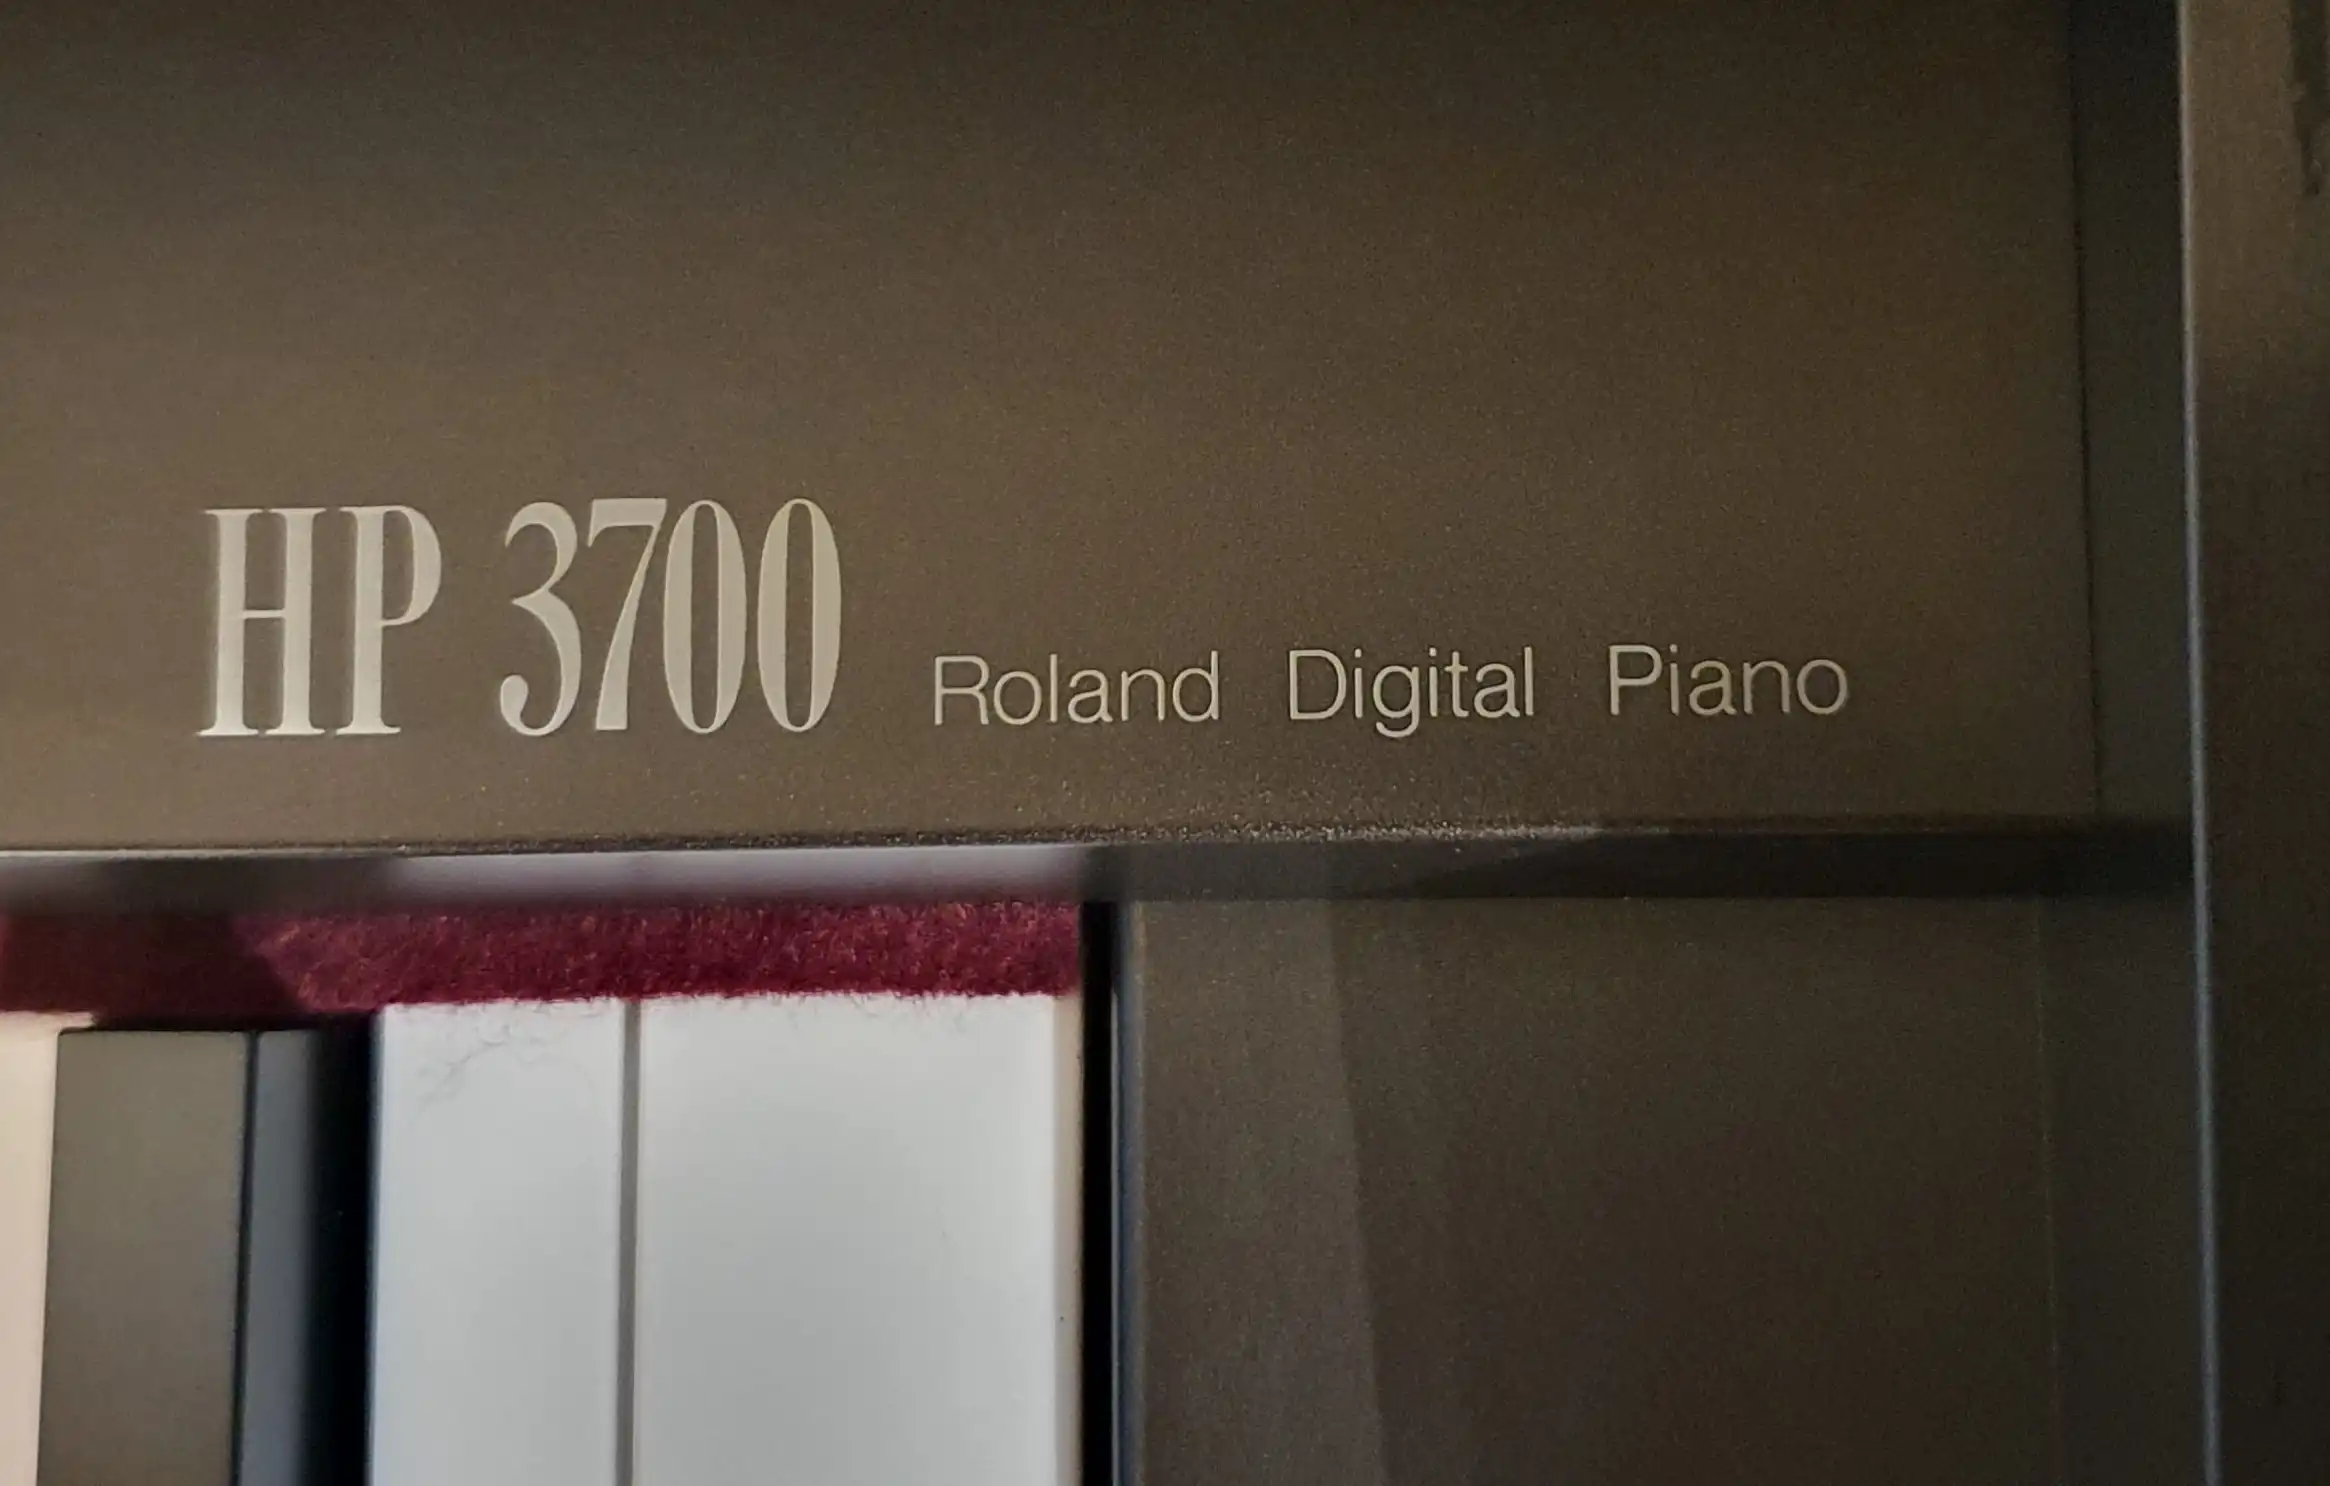 HP 3700 Roland Digital Piano